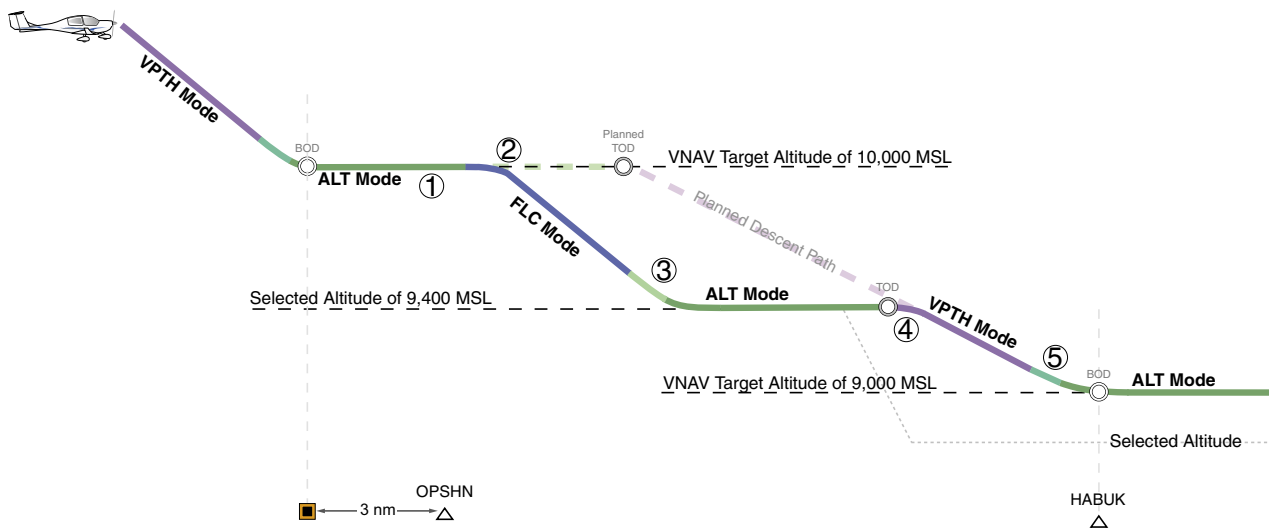 VPTH Mode
BOD
ALT Mode
1
2
Planned
TOD
VNAV Target Altitude of 10,000 MSL
FLC Mode
Planned Descent Path
3
Selected Altitude of 9,400 MSL
ALT Mode
TOD
4
VPTH Mode
5
VNAV Target Altitude of 9,000 MSL
BOD
ALT Mode
Selected Altitude
3 nm
OPSHN
HABUK